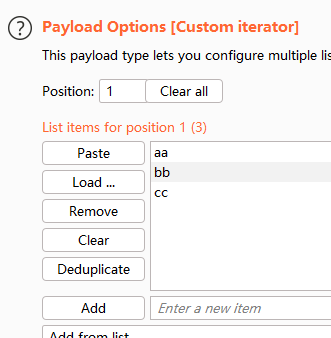 ?
Payload Options [Custom iterator]
This payload type lets you configure multiple lis
Position: 1 Clear all
List items for position 1 (3)
Paste
Load ...
Remove
Clear
Deduplicate
aa
bb
cc
Add Enter a new item
Add from list